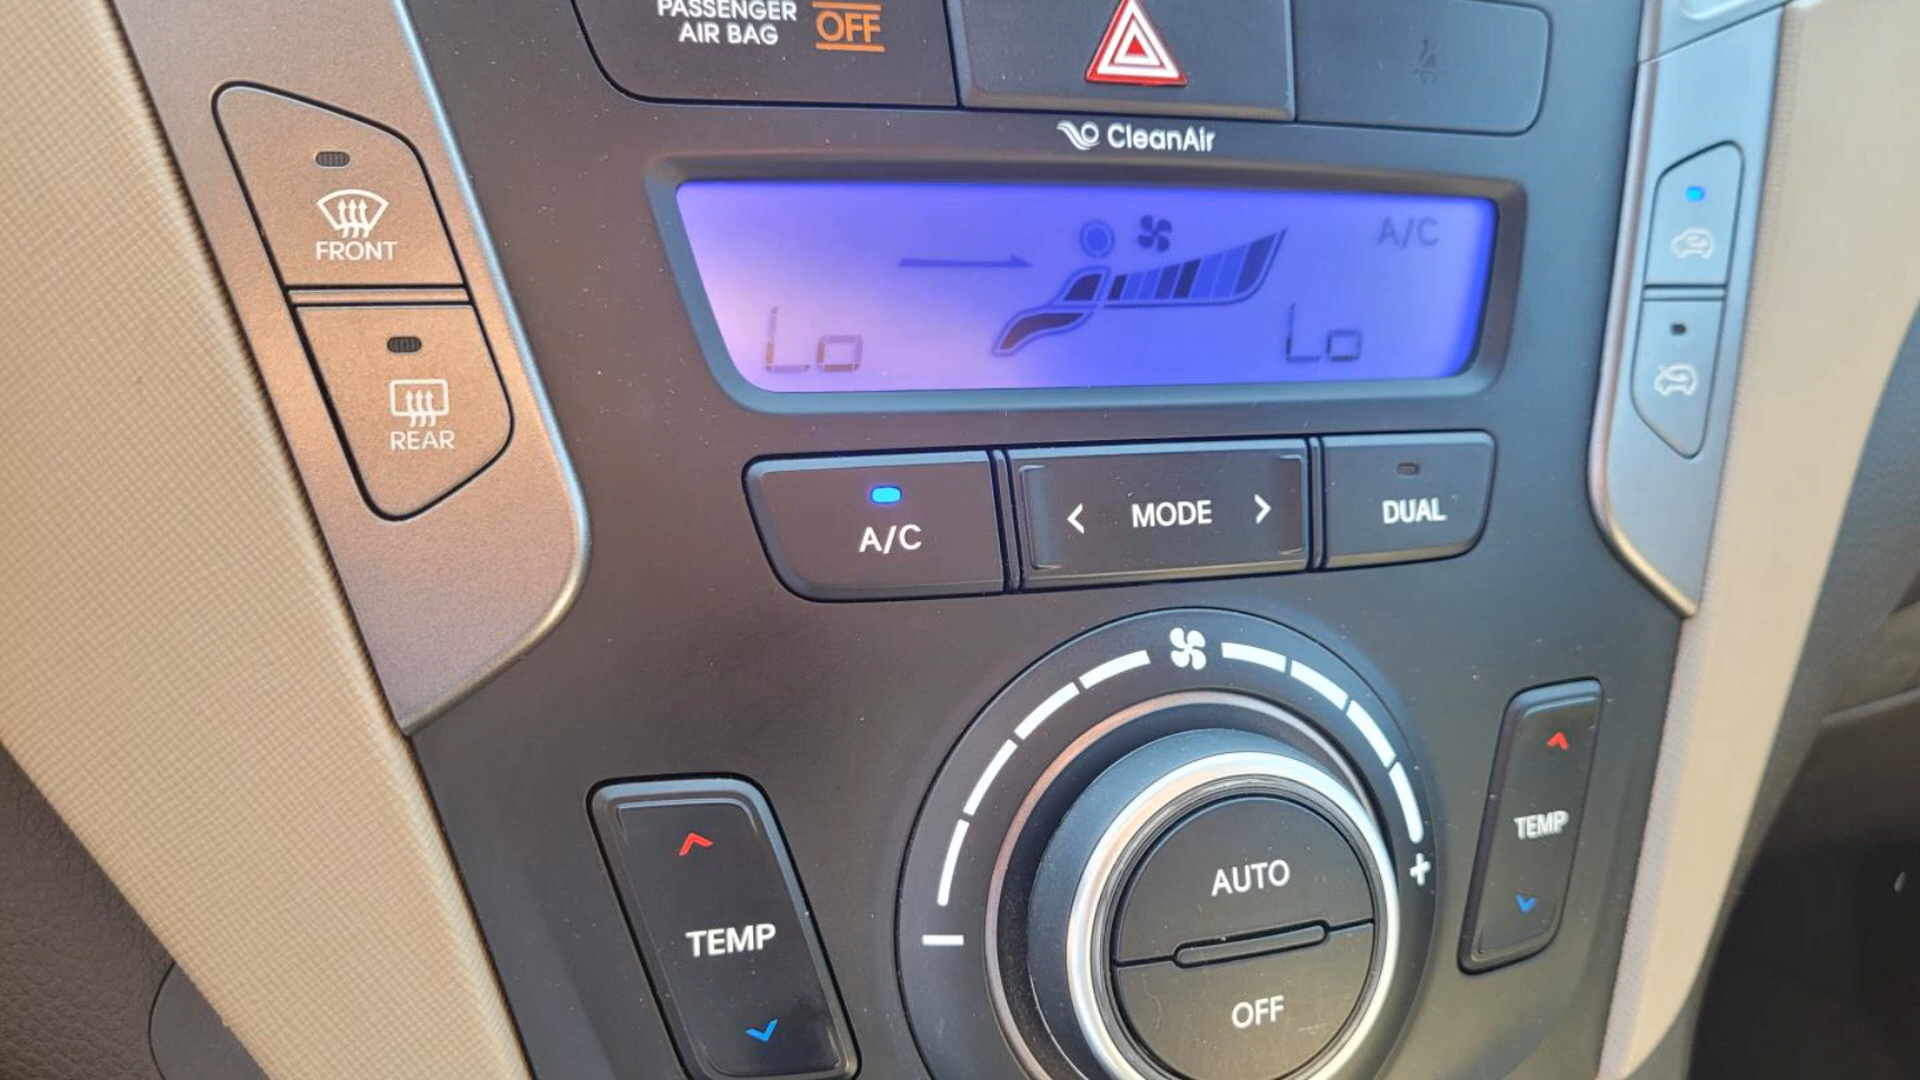 PASSENGER
AIR BAG OFF
CleanAir
FRONT
A/C
Lo Lo
REAR
A/C < MODE > DUAL
TEMP
AUTO
TEMP
OFF